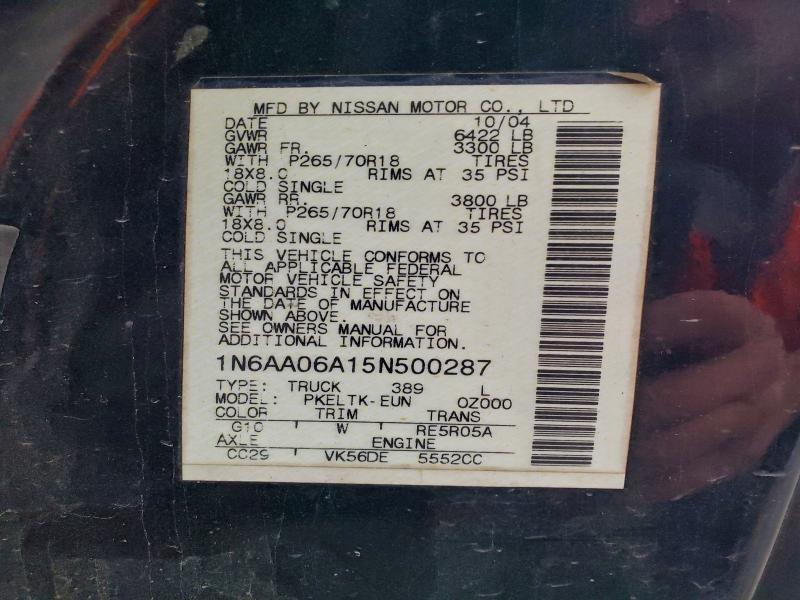 MFD BY NISSAN MOTOR CO., LTD
DATE 10/04
GVWR 6422 LB
GAWR FR. 3300 LB
WITH P265/70R18 TIRES
18X8.0 RIMS AT 35 PSI
COLD SINGLE
GAWR RR. 3800 LB
WITH P265/70R18 TIRES
18X8.0 RIMS AT 35 PSI
COLD SINGLE
THIS VEHICLE CONFORMS TO
ALL APPLICABLE FEDERAL
MOTOR VEHICLE SAFETY
STANDARDS IN EFFECT ON
THE DATE OF MANUFACTURE
SHOWN ABOVE.
SEE OWNERS MANUAL FOR
ADDITIONAL INFORMATION.
1N6AA06A15N500287
TYPE: TRUCK 389 L
MODEL: PKELTK-EUN 0Z000
COLOR TRIM TRANS
G10 W RE5R05A
AXLE ENGINE
CC29 VK56DE 5552CC